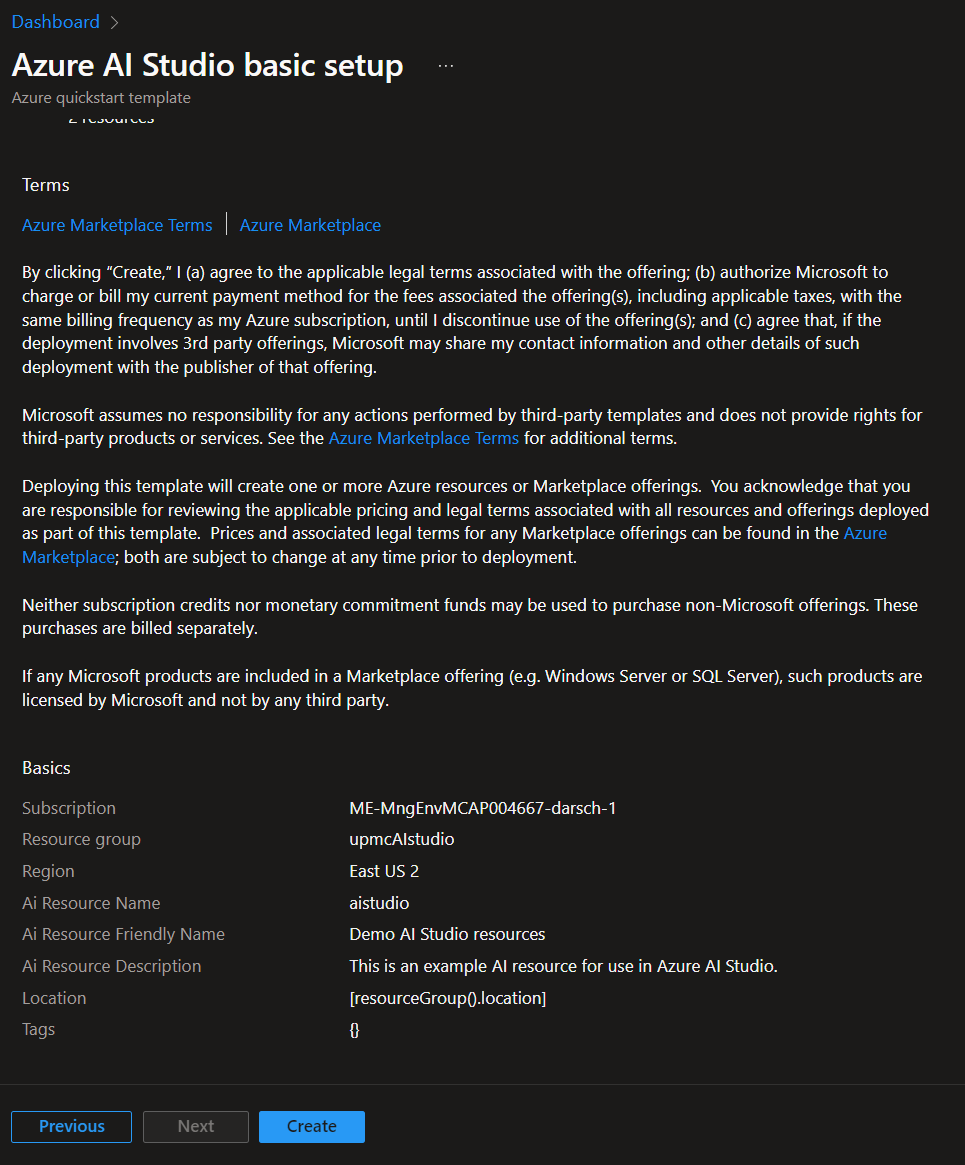 Dashboard
Azure AI Studio basic setup ...
Azure quickstart template
2 resources
Terms
Azure Marketplace Terms | Azure Marketplace
By clicking “Create,” I (a) agree to the applicable legal terms associated with the offering; (b) authorize Microsoft to
charge or bill my current payment method for the fees associated the offering(s), including applicable taxes, with the
same billing frequency as my Azure subscription, until I discontinue use of the offering(s); and (c) agree that, if the
deployment involves 3rd party offerings, Microsoft may share my contact information and other details of such
deployment with the publisher of that offering.
Microsoft assumes no responsibility for any actions performed by third-party templates and does not provide rights for
third-party products or services. See the Azure Marketplace Terms for additional terms.
Deploying this template will create one or more Azure resources or Marketplace offerings. You acknowledge that you
are responsible for reviewing the applicable pricing and legal terms associated with all resources and offerings deployed
as part of this template. Prices and associated legal terms for any Marketplace offerings can be found in the Azure
Marketplace; both are subject to change at any time prior to deployment.
Neither subscription credits nor monetary commitment funds may be used to purchase non-Microsoft offerings. These
purchases are billed separately.
If any Microsoft products are included in a Marketplace offering (e.g. Windows Server or SQL Server), such products are
licensed by Microsoft and not by any third party.
Basics
Subscription ME-MngEnvMCAP004667-darsch-1
Resource group upmcAIstudio
Region East US 2
Ai Resource Name aistudio
Ai Resource Friendly Name Demo AI Studio resources
Ai Resource Description This is an example AI resource for use in Azure AI Studio.
Location [resourceGroup().location]
Tags {}
Previous Next Create